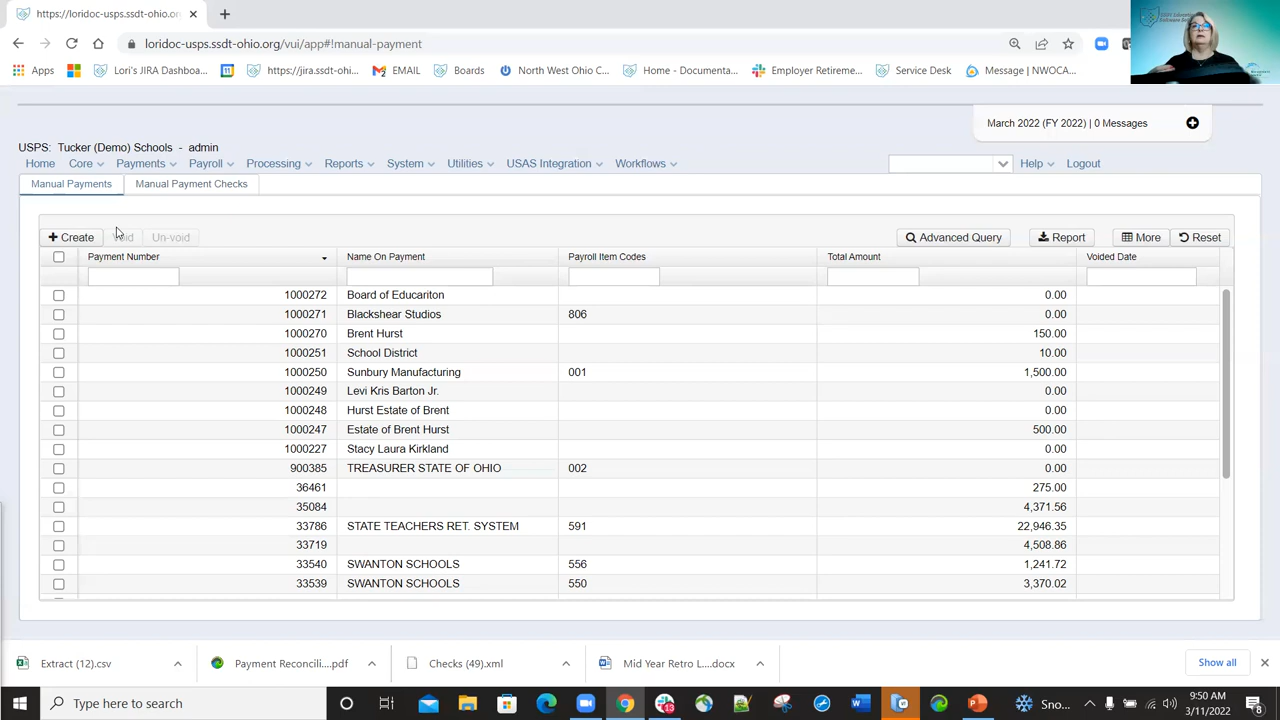 https://loridoc-usps.ssdt-ohio.org
loridoc-usps.ssdt-ohio.org/vui/app#!manual-payment
Apps Lori's JIRA Dashboa... https://jira.ssdt-ohi... EMAIL Boards North West Ohio C... Home - Documenta... Employer Retireme... Service Desk Message | NWOCA...
March 2022 (FY 2022) | 0 Messages
USPS: Tucker (Demo) Schools - admin
Home Core Payments Payroll Processing Reports System Utilities USAS Integration Workflows Help Logout
Manual Payments Manual Payment Checks
Create Void Un-void Advanced Query Report More Reset
Payment Number Name On Payment Payroll Item Codes Total Amount Voided Date
1000272 Board of Educariton 0.00
1000271 Blackshear Studios 806 0.00
1000270 Brent Hurst 150.00
1000251 School District 10.00
1000250 Sunbury Manufacturing 001 1,500.00
1000249 Levi Kris Barton Jr. 0.00
1000248 Hurst Estate of Brent 0.00
1000247 Estate of Brent Hurst 500.00
1000227 Stacy Laura Kirkland 0.00
900385 TREASURER STATE OF OHIO 002 0.00
36461 275.00
35084 4,371.56
33786 STATE TEACHERS RET. SYSTEM 591 22,946.35
33719 4,508.86
33540 SWANTON SCHOOLS 556 1,241.72
33539 SWANTON SCHOOLS 550 3,370.02
Extract (12).csv Payment Reconcili....pdf Checks (49).xml Mid Year Retro L....docx Show all
Type here to search Sno... 9:50 AM
3/11/2022 8